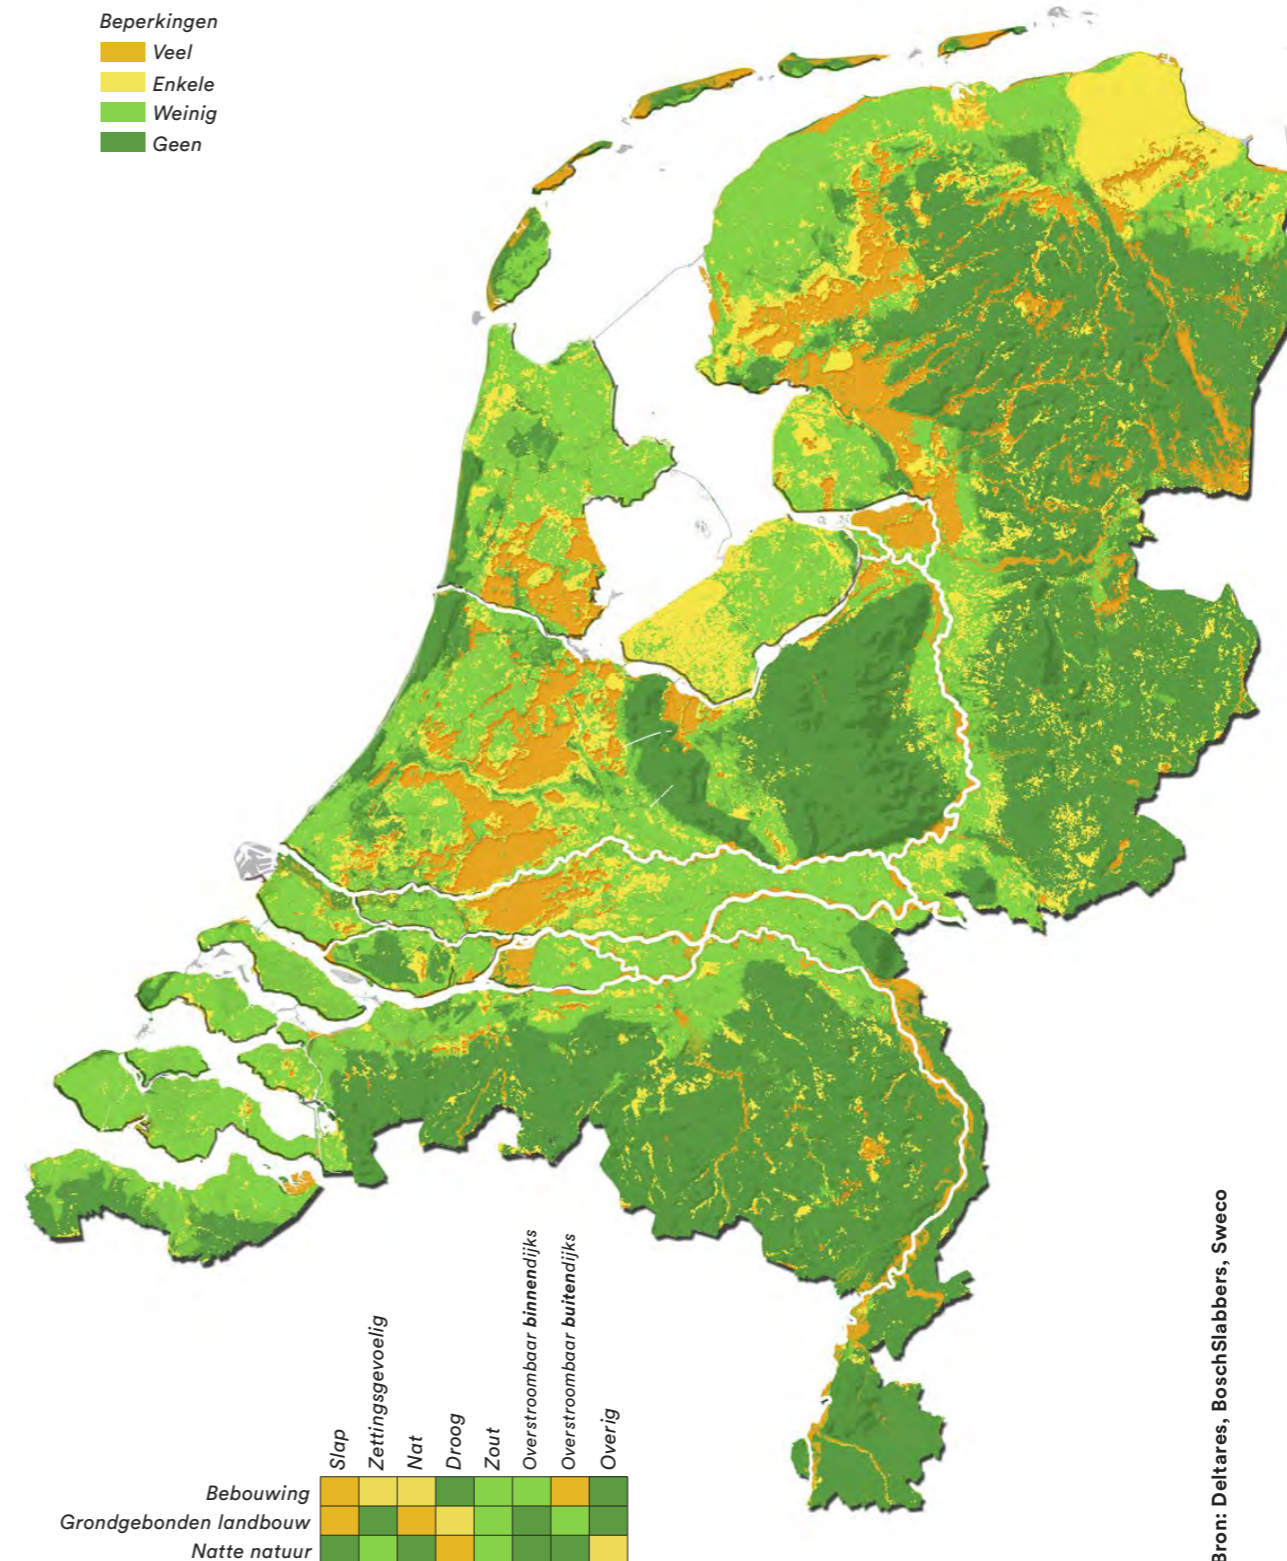 Beperkingen
Veel
Enkele
Weinig
Geen
Slap
Zettingsgevoelig
Nat
Droog
Zout
Overstroombaar binnendijks
Overstroombaar buitendijks
Overig
Bebouwing
Grondgebonden landbouw
Natte natuur
Bron: Deltares, BoschSlabbers, Sweco